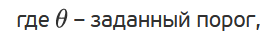 где θ – заданный порог,